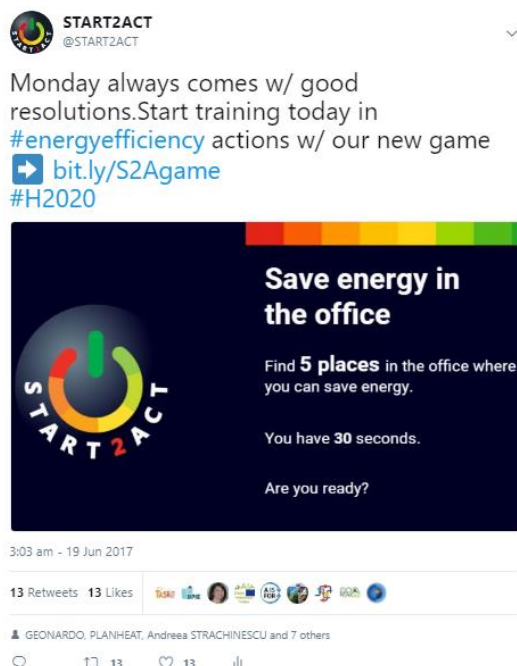 START2ACT
@START2ACT
Monday always comes w/ good
resolutions.Start training today in
#energyefficiency actions w/ our new game
➡ bit.ly/S2Agame
#H2020
START2ACT
Save energy in
the office
Find 5 places in the office where
you can save energy.
You have 30 seconds.
Are you ready?
3:03 am - 19 Jun 2017
13 Retweets 13 Likes
GEONARDO, PLANHEAT, Andreea STRACHINESCU and 7 others
13 13